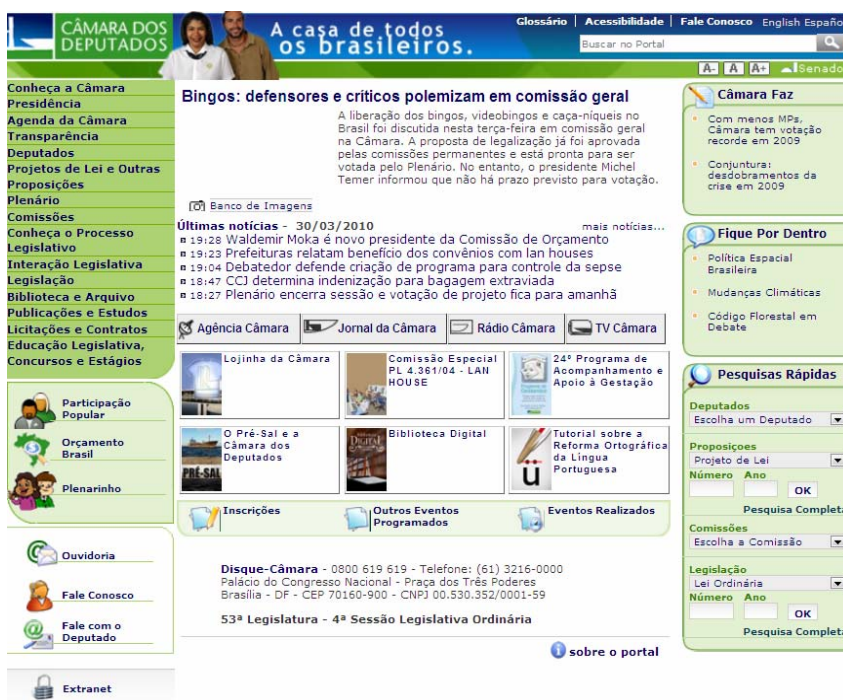 CÂMARA DOS
DEPUTADOS
A casa de todos
os brasileiros.
Glossário | Acessibilidade | Fale Conosco English Españo
Buscar no Portal
A- A A+ Senado
Conheça a Câmara
Presidência
Agenda da Câmara
Transparência
Deputados
Projetos de Lei e Outras
Proposições
Plenário
Comissões
Conheça o Processo
Legislativo
Interação Legislativa
Legislação
Biblioteca e Arquivo
Publicações e Estudos
Licitações e Contratos
Educação Legislativa,
Concursos e Estágios
Participação
Popular
Orçamento
Brasil
Plenarinho
Ouvidoria
Fale Conosco
Fale com o
Deputado
Extranet
Bingos: defensores e críticos polemizam em comissão geral
A liberação dos bingos, videobingos e caça-níqueis no
Brasil foi discutida nesta terça-feira em comissão geral
na Câmara. A proposta de legalização já foi aprovada
pelas comissões permanentes e está pronta para ser
votada pelo Plenário. No entanto, o presidente Michel
Temer informou que não há prazo previsto para votação.
Banco de Imagens
Últimas notícias - 30/03/2010 mais notícias...
19:28 Waldemir Moka é novo presidente da Comissão de Orçamento
19:23 Prefeituras relatam benefício dos convênios com lan houses
19:04 Debatedor defende criação de programa para controle da sepse
18:47 CCJ determina indenização para bagagem extraviada
18:27 Plenário encerra sessão e votação de projeto fica para amanhã
Agência Câmara Jornal da Câmara Rádio Câmara TV Câmara
Lojinha da Câmara
Comissão Especial
PL 4.361/04 - LAN
HOUSE
24º Programa de
Acompanhamento e
Apoio à Gestação
O Pré-Sal e a
Câmara dos
Deputados
PRÉ-SAL
Biblioteca Digital
DIGITAL
Tutorial sobre a
Reforma Ortográfica
da Língua
Portuguesa
ü
Inscrições
Outros Eventos
Programados
Eventos Realizados
Disque-Câmara - 0800 619 619 - Telefone: (61) 3216-0000
Palácio do Congresso Nacional - Praça dos Três Poderes
Brasília - DF - CEP 70160-900 - CNPJ 00.530.352/0001-59
53ª Legislatura - 4ª Sessão Legislativa Ordinária
sobre o portal
Câmara Faz
Com menos MPs,
Câmara tem votação
recorde em 2009
Conjuntura:
desdobramentos da
crise em 2009
Fique Por Dentro
Política Espacial
Brasileira
Mudanças Climáticas
Código Florestal em
Debate
Pesquisas Rápidas
Deputados
Escolha um Deputado
Proposiçoes
Projeto de Lei
Número Ano
OK
Pesquisa Completa
Comissões
Escolha a Comissão
Legislação
Lei Ordinária
Número Ano
OK
Pesquisa Completa